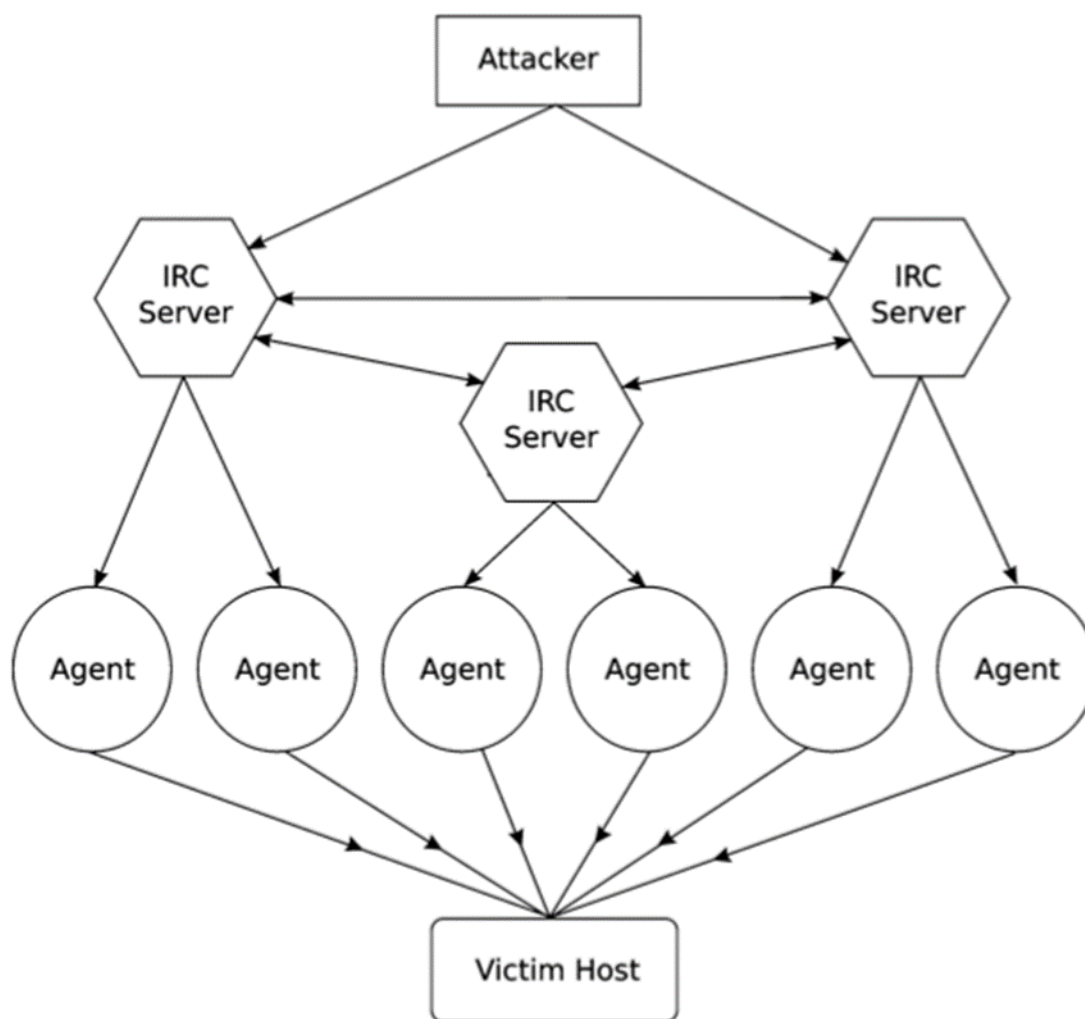 Attacker
IRC
Server
IRC
Server
IRC
Server
Agent
Agent
Agent
Agent
Agent
Agent
Victim Host